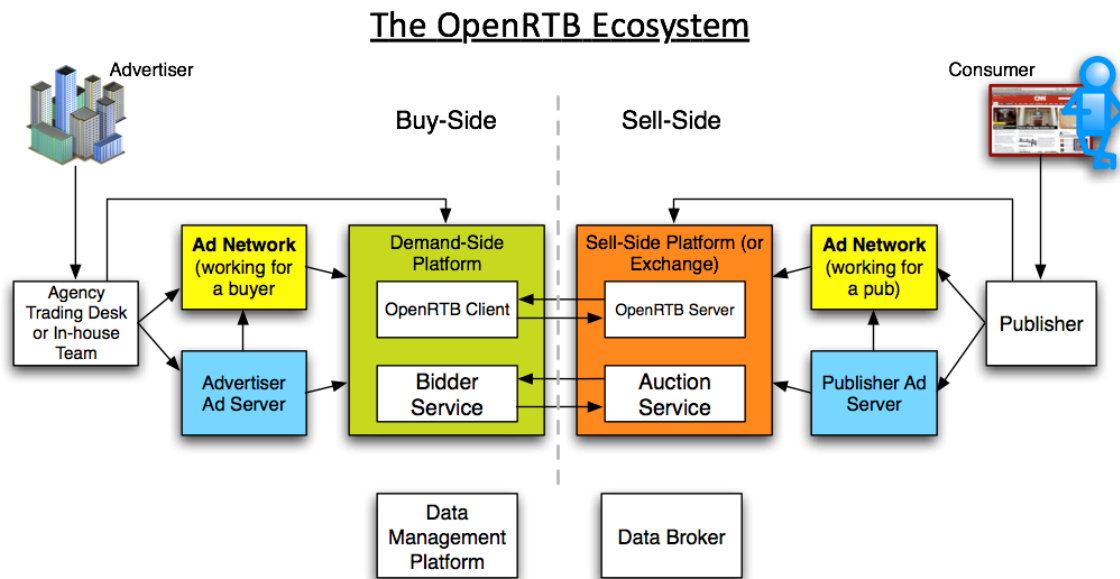 The OpenRTB Ecosystem
Advertiser
Consumer
CNN
Buy-Side
Sell-Side
Ad Network
(working for
a buyer
Demand-Side
Platform
Sell-Side Platform (or
Exchange)
Ad Network
(working for
a pub)
Agency
Trading Desk
or In-house
Team
OpenRTB Client
OpenRTB Server
Publisher
Advertiser
Ad Server
Bidder
Service
Auction
Service
Publisher Ad
Server
Data
Management
Platform
Data Broker